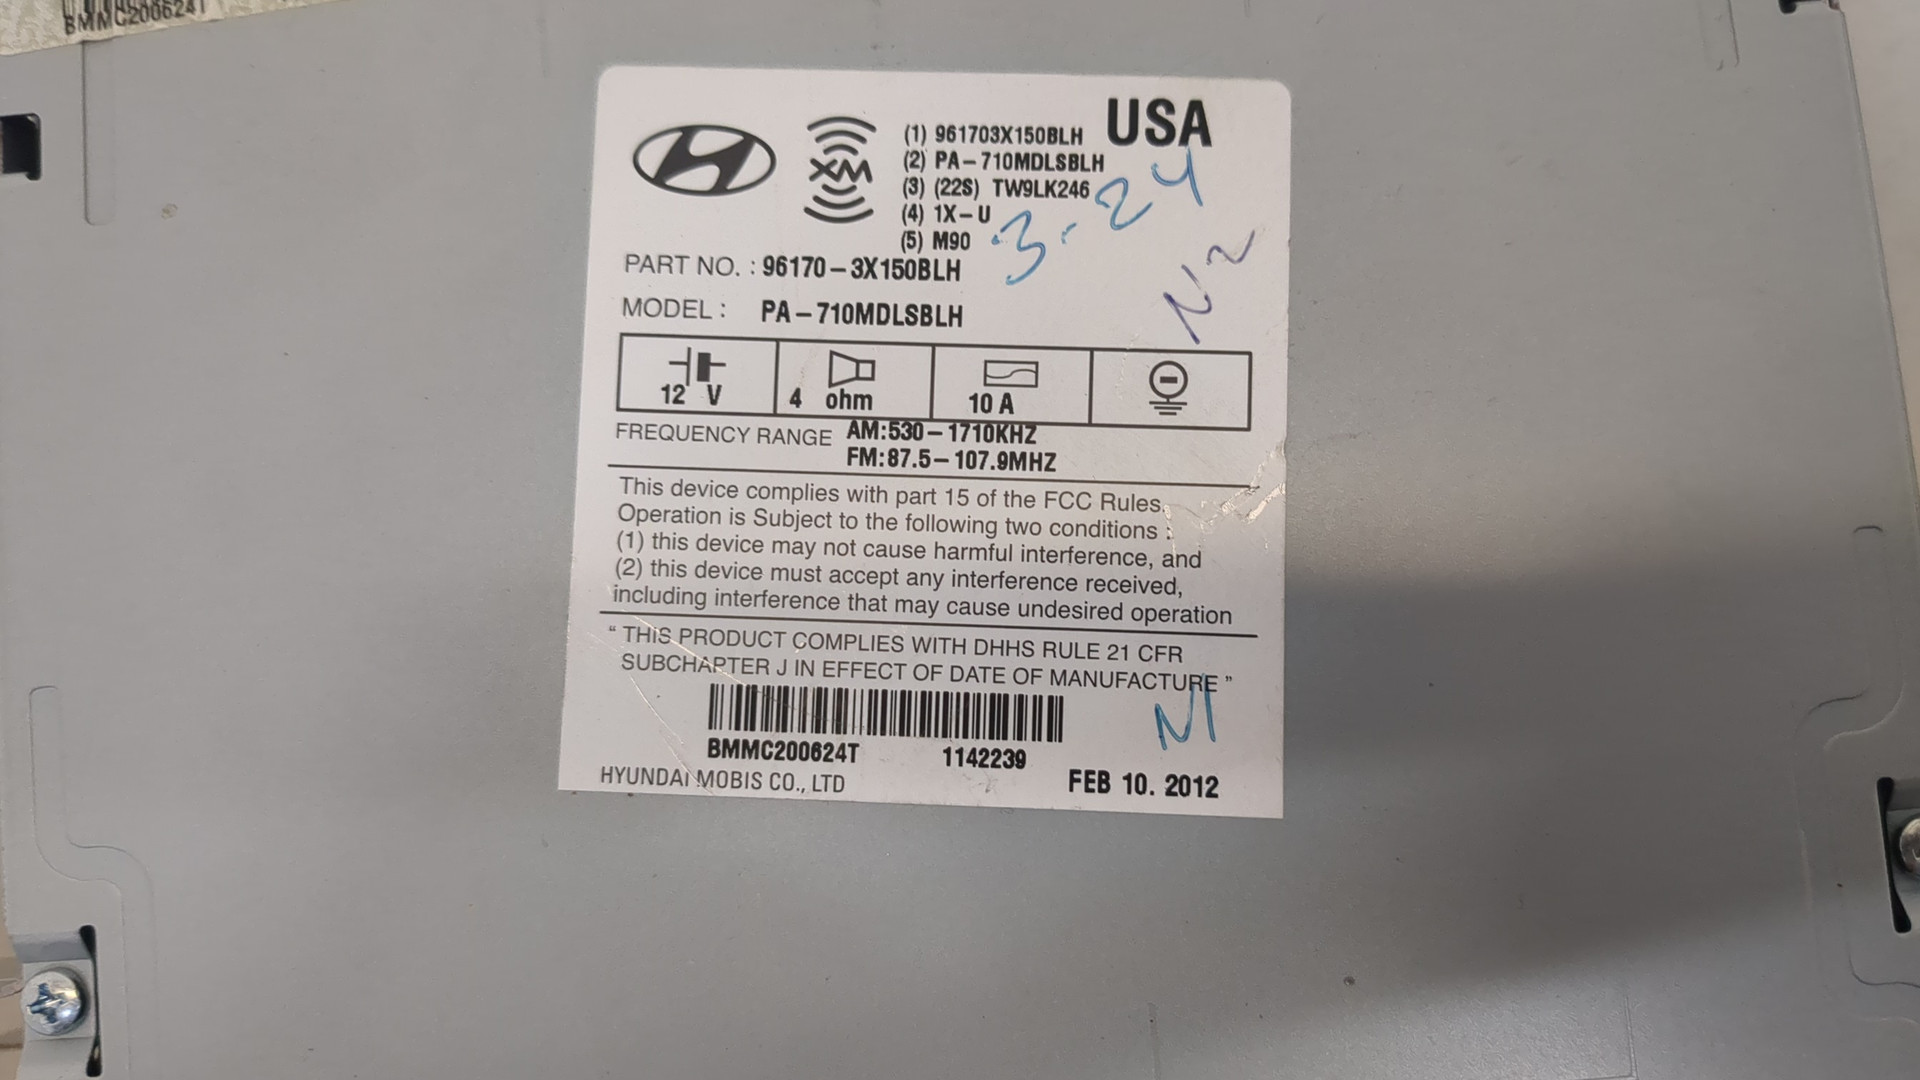 BMMC200624T
XM
USA
(1) 961703X150BLH
(2) PA-710MDLSBLH
(3) (22S) TW9LK246
(4) 1X-U
(5) M90
3-24
N2
PART NO. : 96170-3X150BLH
MODEL : PA-710MDLSBLH
12 V
4 ohm
10 A
FREQUENCY RANGE AM:530-1710KHZ
FM:87.5-107.9MHZ
This device complies with part 15 of the FCC Rules.
Operation is Subject to the following two conditions :
(1) this device may not cause harmful interference, and
(2) this device must accept any interference received,
including interference that may cause undesired operation
" THIS PRODUCT COMPLIES WITH DHHS RULE 21 CFR
SUBCHAPTER J IN EFFECT OF DATE OF MANUFACTURE "
BMMC200624T 1142239
HYUNDAI MOBIS CO., LTD
FEB 10. 2012